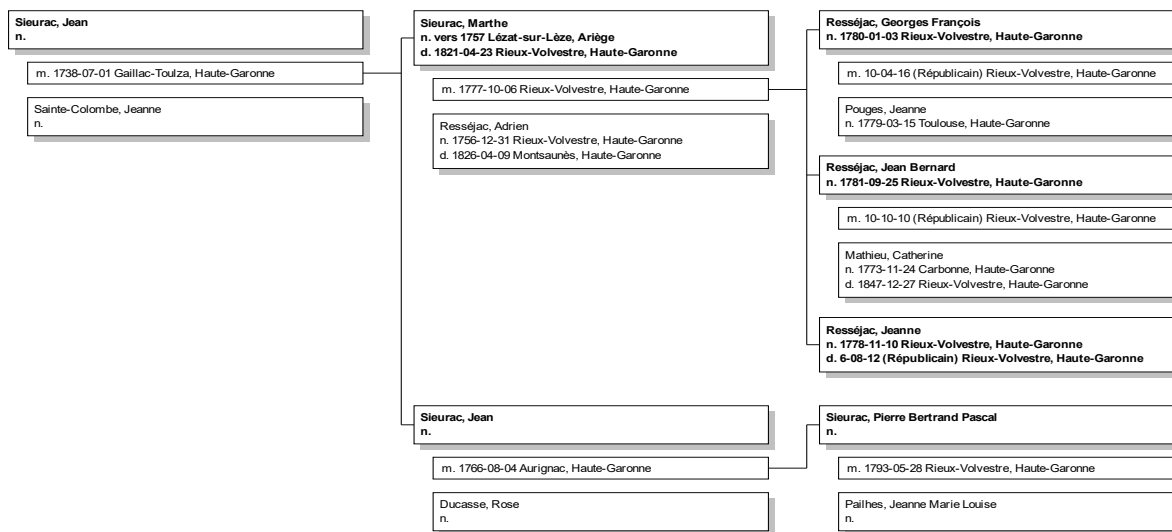 Sieurac, Jean
n.
m. 1738-07-01 Gaillac-Toulza, Haute-Garonne
Sainte-Colombe, Jeanne
n.
Sieurac, Marthe
n. vers 1757 Lézat-sur-Lèze, Ariège
d. 1821-04-23 Rieux-Volvestre, Haute-Garonne
m. 1777-10-06 Rieux-Volvestre, Haute-Garonne
Resséjac, Adrien
n. 1756-12-31 Rieux-Volvestre, Haute-Garonne
d. 1826-04-09 Montsaunès, Haute-Garonne
Resséjac, Georges François
n. 1780-01-03 Rieux-Volvestre, Haute-Garonne
m. 10-04-16 (Républicain) Rieux-Volvestre, Haute-Garonne
Pouges, Jeanne
n. 1779-03-15 Toulouse, Haute-Garonne
Resséjac, Jean Bernard
n. 1781-09-25 Rieux-Volvestre, Haute-Garonne
m. 10-10-10 (Républicain) Rieux-Volvestre, Haute-Garonne
Mathieu, Catherine
n. 1773-11-24 Carbonne, Haute-Garonne
d. 1847-12-27 Rieux-Volvestre, Haute-Garonne
Resséjac, Jeanne
n. 1778-11-10 Rieux-Volvestre, Haute-Garonne
d. 6-08-12 (Républicain) Rieux-Volvestre, Haute-Garonne
Sieurac, Jean
n.
m. 1766-08-04 Aurignac, Haute-Garonne
Ducasse, Rose
n.
Sieurac, Pierre Bertrand Pascal
n.
m. 1793-05-28 Rieux-Volvestre, Haute-Garonne
Pailhes, Jeanne Marie Louise
n.